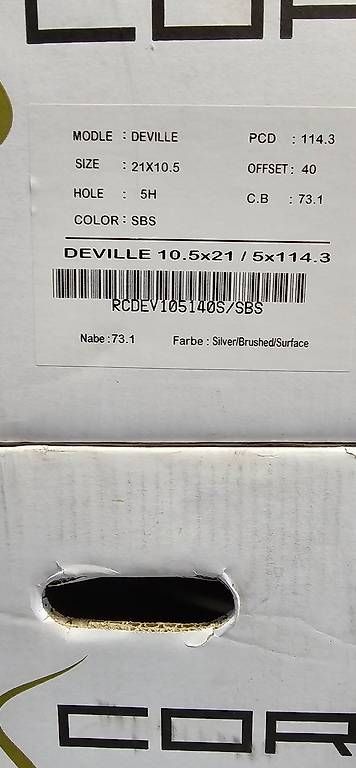 COR
MODLE : DEVILLE PCD : 114.3
SIZE : 21X10.5 OFFSET : 40
HOLE : 5H C.B : 73.1
COLOR : SBS
DEVILLE 10.5x21 / 5x114.3
RCDEV105140S/SBS
Nabe : 73.1 Farbe : Silver/Brushed/Surface
COR